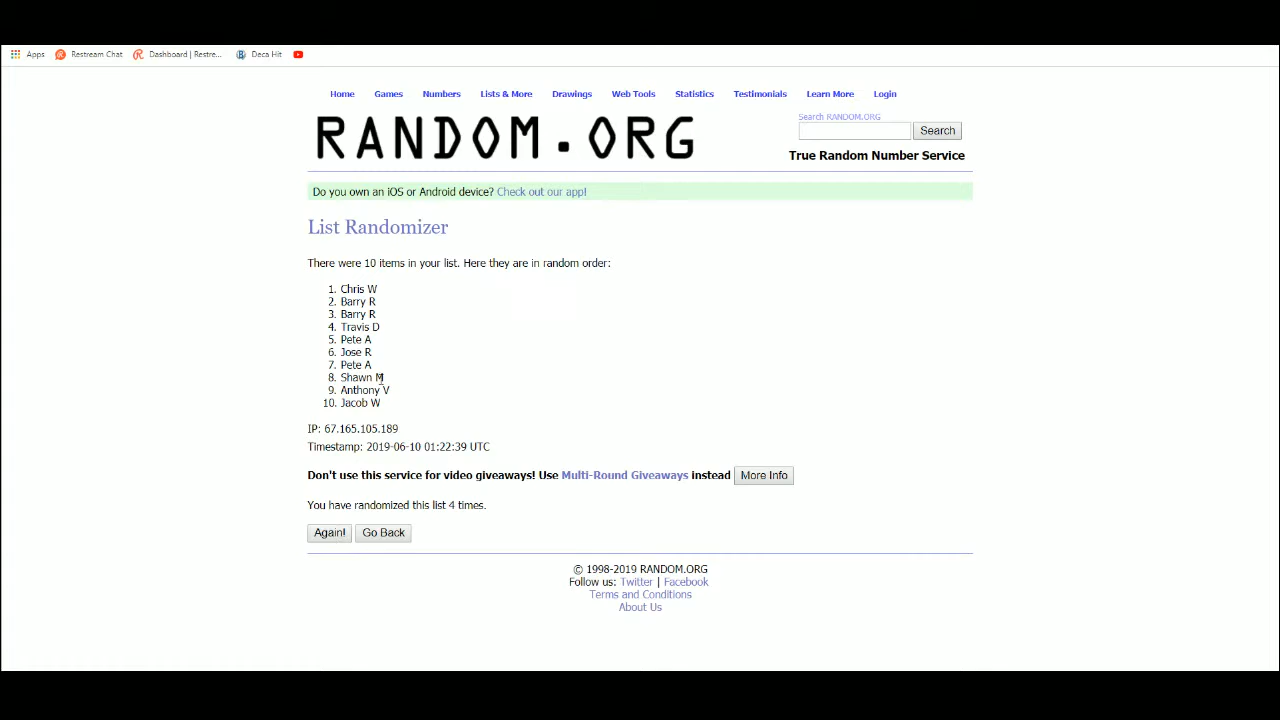 Apps Restream Chat Dashboard | Restre... Deca Hit
Home Games Numbers Lists & More Drawings Web Tools Statistics Testimonials Learn More Login
RANDOM.ORG
Search RANDOM.ORG
Search
True Random Number Service
Do you own an iOS or Android device? Check out our app!
List Randomizer
There were 10 items in your list. Here they are in random order:
1. Chris W
2. Barry R
3. Barry R
4. Travis D
5. Pete A
6. Jose R
7. Pete A
8. Shawn M
9. Anthony V
10. Jacob W
IP: 67.165.105.189
Timestamp: 2019-06-10 01:22:39 UTC
Don't use this service for video giveaways! Use Multi-Round Giveaways instead More Info
You have randomized this list 4 times.
Again! Go Back
© 1998-2019 RANDOM.ORG
Follow us: Twitter | Facebook
Terms and Conditions
About Us